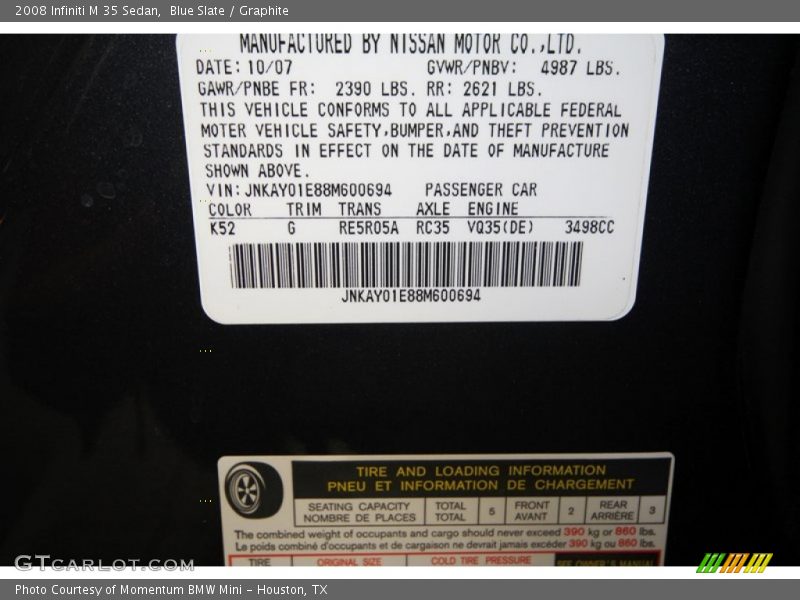 2008 Infiniti M 35 Sedan,  Blue Slate / Graphite
MANUFACTURED BY NISSAN MOTOR CO.,LTD.
DATE: 10/07 GVWR/PNBV: 4987 LBS.
GAWR/PNBE FR: 2390 LBS. RR: 2621 LBS.
THIS VEHICLE CONFORMS TO ALL APPLICABLE FEDERAL
MOTER VEHICLE SAFETY,BUMPER,AND THEFT PREVENTION
STANDARDS IN EFFECT ON THE DATE OF MANUFACTURE
SHOWN ABOVE.
VIN: JNKAY01E88M600694 PASSENGER CAR
COLOR TRIM TRANS AXLE ENGINE
K52 G RE5R05A RC35 VQ35(DE) 3498CC
JNKAY01E88M600694
TIRE AND LOADING INFORMATION
PNEU ET INFORMATION DE CHARGEMENT
SEATING CAPACITY TOTAL 5 FRONT 2 REAR 3
NOMBRE DE PLACES TOTAL AVANT ARRIÈRE
The combined weight of occupants and cargo should never exceed 390 kg or 860 lbs.
Le poids combiné d'occupants et de cargaison ne devrait jamais excéder 390 kg ou 860 lbs.
TIRE ORIGINAL SIZE COLD TIRE PRESSURE SEE OWNER'S MANUAL
GTCarLot.com
Photo Courtesy of Momentum BMW Mini - Houston, TX